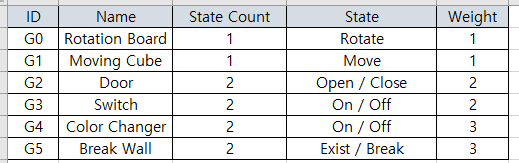 ID Name State Count State Weight
G0 Rotation Board 1 Rotate 1
G1 Moving Cube 1 Move 1
G2 Door 2 Open / Close 2
G3 Switch 2 On / Off 2
G4 Color Changer 2 On / Off 3
G5 Break Wall 2 Exist / Break 3